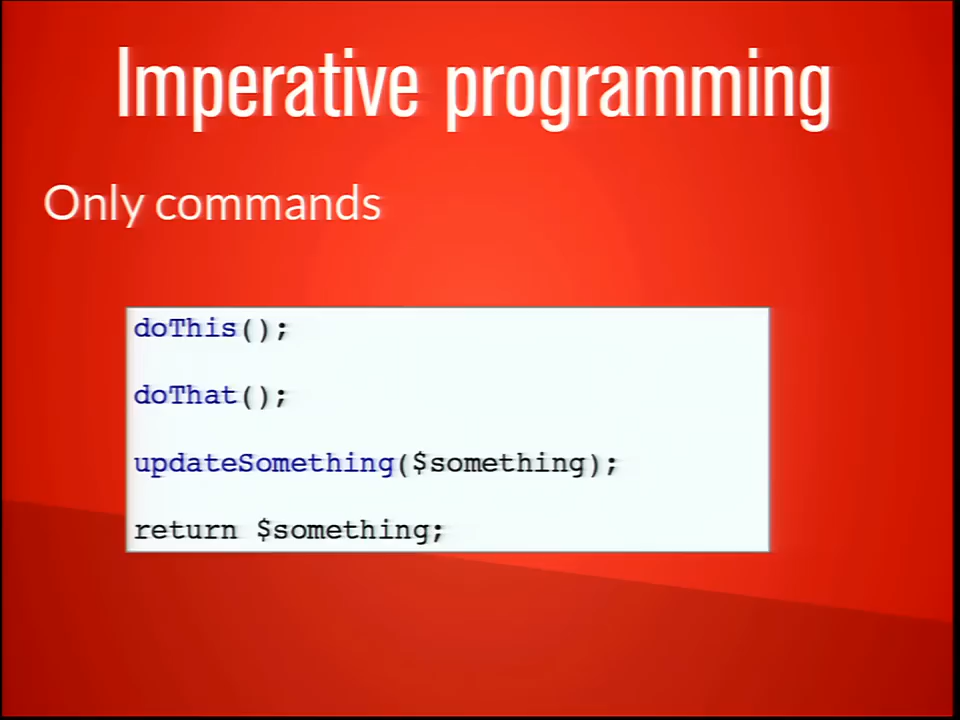 Imperative programming
Only commands
doThis();
doThat();
updateSomething($something);
return $something;